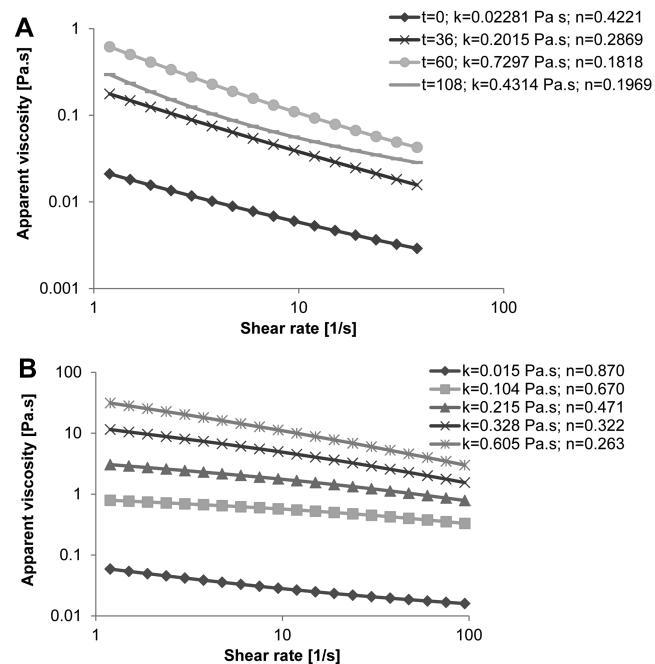 A
t=0; k=0.02281 Pa s; n=0.4221
t=36; k=0.2015 Pa.s; n=0.2869
t=60; k=0.7297 Pa.s; n=0.1818
t=108; k=0.4314 Pa.s; n=0.1969
Apparent viscosity [Pa.s]
1
0.1
0.01
0.001
1
10
100
Shear rate [1/s]
B
k=0.015 Pa.s; n=0.870
k=0.104 Pa.s; n=0.670
k=0.215 Pa.s; n=0.471
k=0.328 Pa.s; n=0.322
k=0.605 Pa.s; n=0.263
Apparent viscosity [Pa.s]
100
10
1
0.1
0.01
1
10
100
Shear rate [1/s]